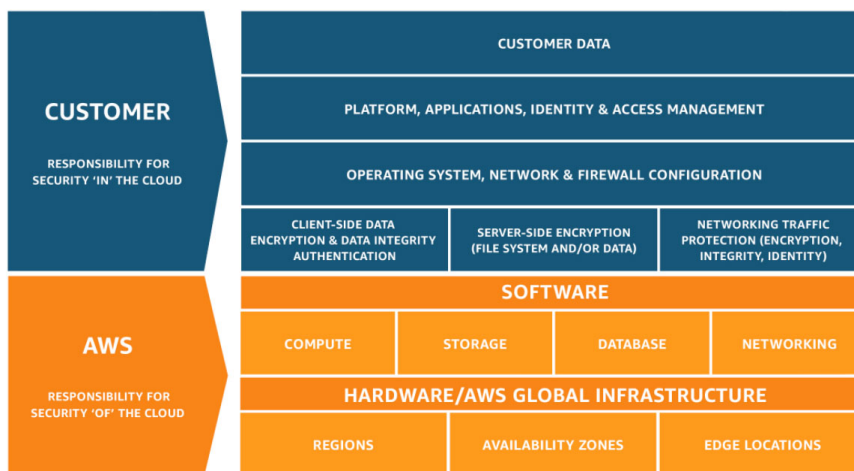 CUSTOMER
RESPONSIBILITY FOR
SECURITY ‘IN’ THE CLOUD
CUSTOMER DATA
PLATFORM, APPLICATIONS, IDENTITY & ACCESS MANAGEMENT
OPERATING SYSTEM, NETWORK & FIREWALL CONFIGURATION
CLIENT-SIDE DATA
ENCRYPTION & DATA INTEGRITY
AUTHENTICATION
SERVER-SIDE ENCRYPTION
(FILE SYSTEM AND/OR DATA)
NETWORKING TRAFFIC
PROTECTION (ENCRYPTION,
INTEGRITY, IDENTITY)
AWS
RESPONSIBILITY FOR
SECURITY ‘OF’ THE CLOUD
SOFTWARE
COMPUTE
STORAGE
DATABASE
NETWORKING
HARDWARE/AWS GLOBAL INFRASTRUCTURE
REGIONS
AVAILABILITY ZONES
EDGE LOCATIONS